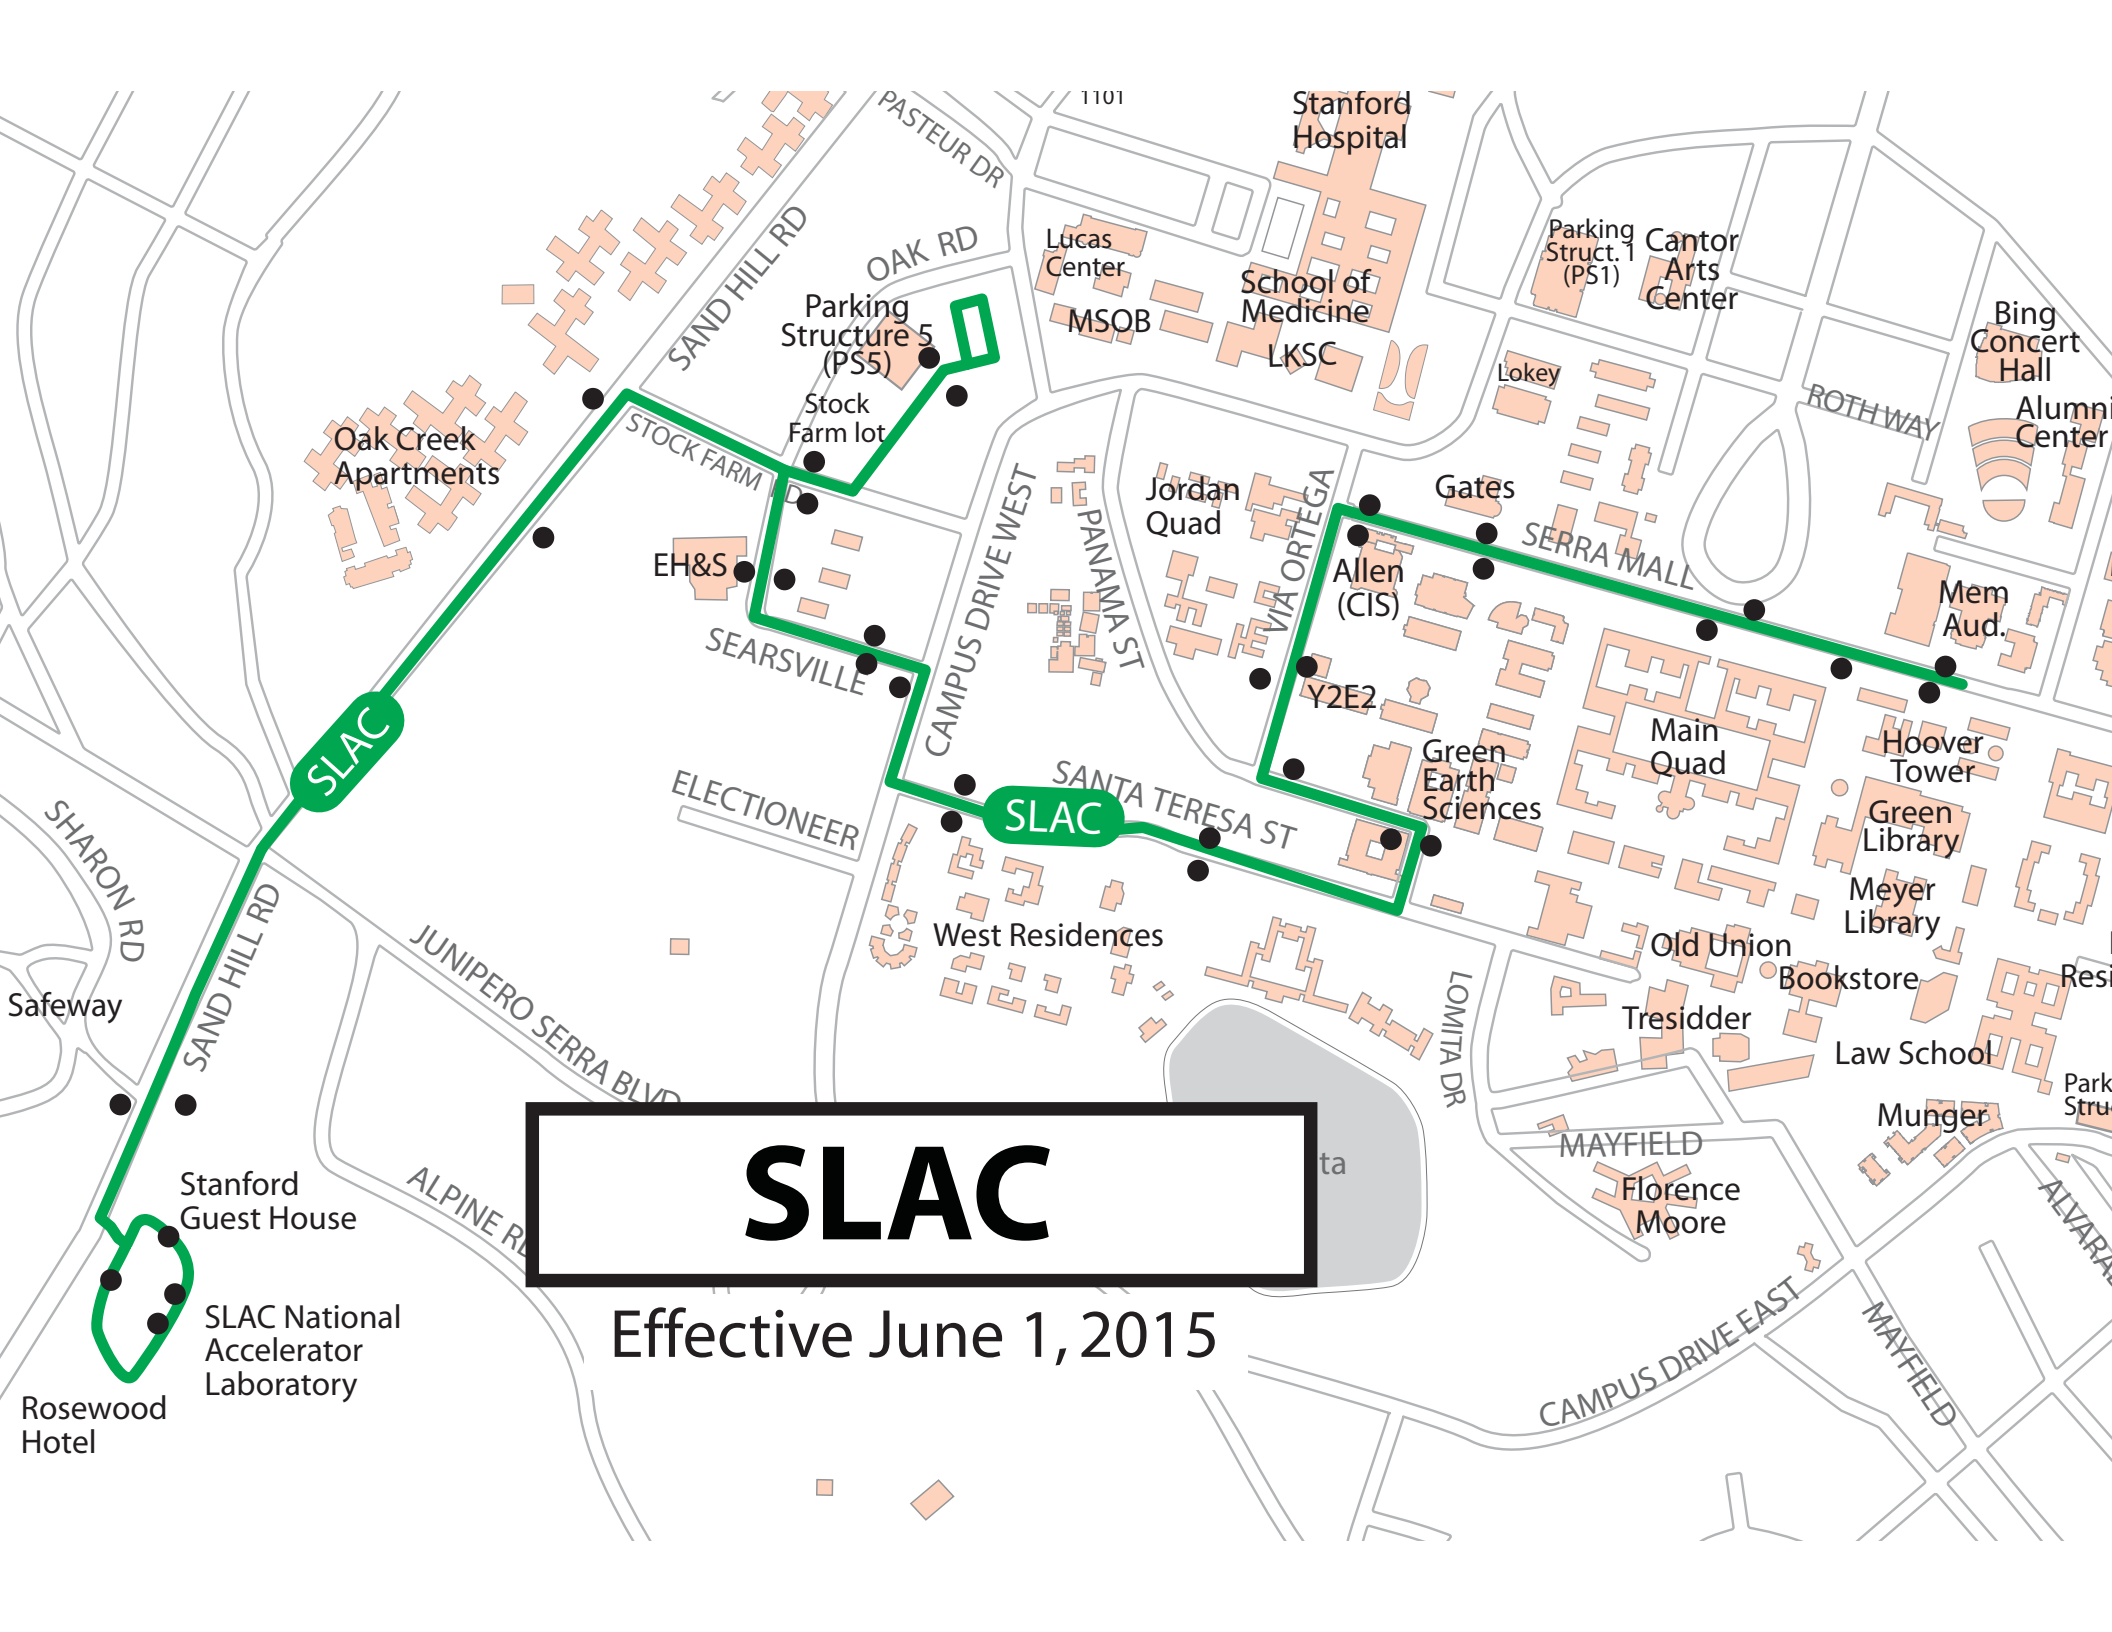 1101
Stanford
Hospital
PASTEUR DR
OAK RD
SAND HILL RD
Lucas
Center
MSOB
School of
Medicine
LKSC
Parking
Struct. 1
(PS1)
Cantor
Arts
Center
Bing
Concert
Hall
Alumni
Center
ROTH WAY
Lokey
Parking
Structure 5
(PS5)
Stock
Farm lot
STOCK FARM RD
Oak Creek
Apartments
EH&S
SEARSVILLE
CAMPUS DRIVE WEST
PANAMA ST
Jordan
Quad
VIA ORTEGA
Gates
SERRA MALL
Allen
(CIS)
Mem
Aud.
Y2E2
Main
Quad
Hoover
Tower
Green
Earth
Sciences
Green
Library
Meyer
Library
SLAC
ELECTIONEER
SANTA TERESA ST
SLAC
SHARON RD
SAND HILL RD
Safeway
JUNIPERO SERRA BLVD
West Residences
LOMITA DR
Old Union
Bookstore
Tresidder
Law School
Resi
Park
Stru
Munger
MAYFIELD
Florence
Moore
ta
ALPINE RD
Stanford
Guest House
SLAC National
Accelerator
Laboratory
Rosewood
Hotel
SLAC
Effective June 1, 2015
CAMPUS DRIVE EAST
MAYFIELD
ALVARA